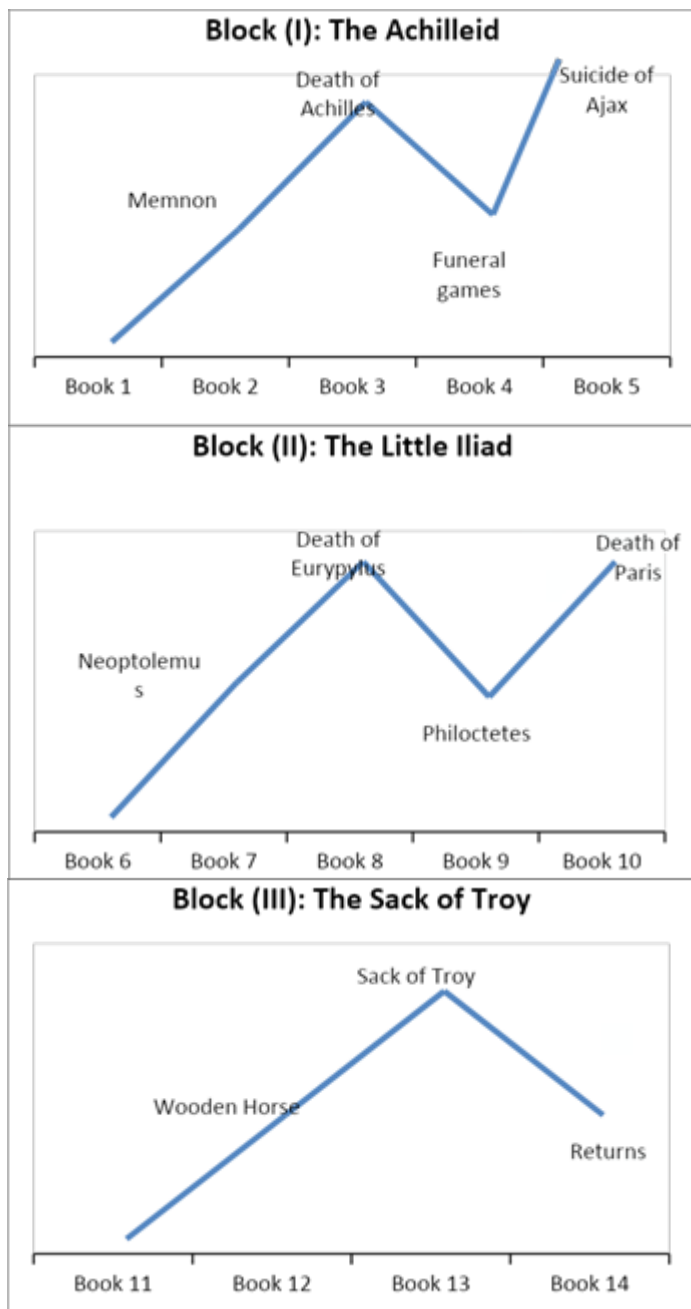 Block (I): The Achilleid
Death of
Achilles
Suicide of
Ajax
Memnon
Funeral
games
Book 1
Book 2
Book 3
Book 4
Book 5
Block (II): The Little Iliad
Death of
Eurypylus
Death of
Paris
Neoptolemu
s
Philoctetes
Book 6
Book 7
Book 8
Book 9
Book 10
Block (III): The Sack of Troy
Sack of Troy
Wooden Horse
Returns
Book 11
Book 12
Book 13
Book 14